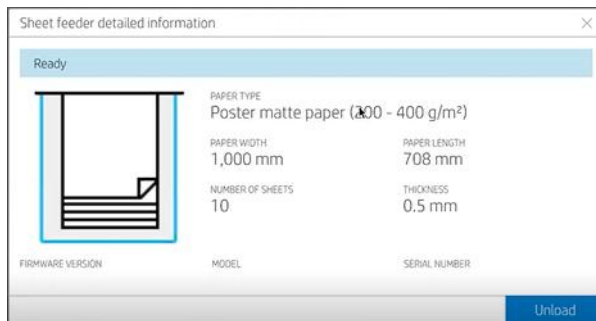 Sheet feeder detailed information
Ready
PAPER TYPE
Poster matte paper (200 - 400 g/m²)
PAPER WIDTH
PAPER LENGTH
1,000 mm
708 mm
NUMBER OF SHEETS
THICKNESS
10
0.5 mm
FIRMWARE VERSION
MODEL
SERIAL NUMBER
Unload